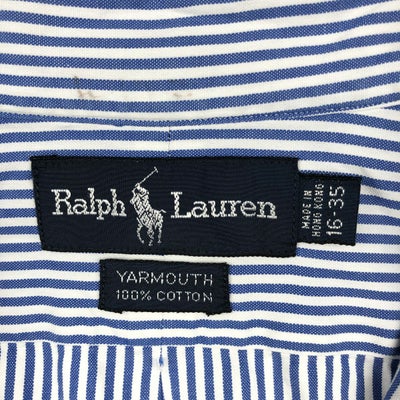 Ralph Lauren
MADE IN
HONG KONG
16-35
YARMOUTH
100% COTTON